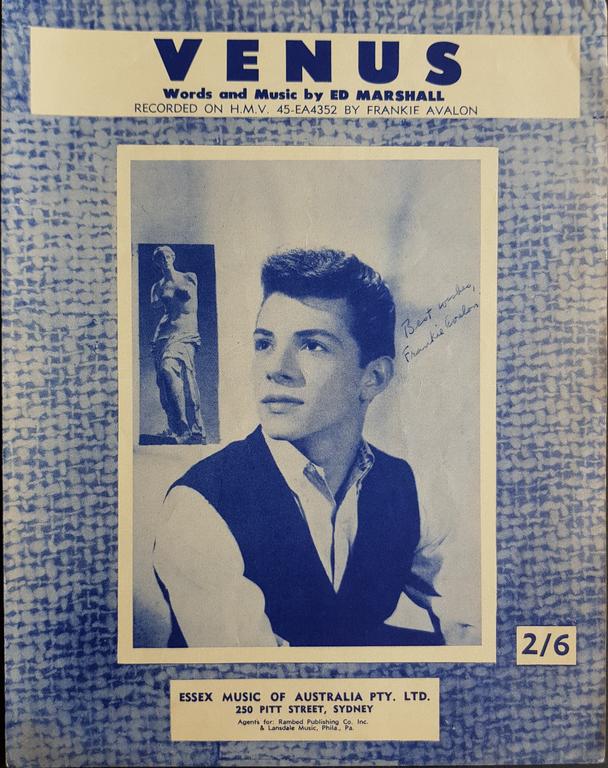 VENUS
Words and Music by ED MARSHALL
RECORDED ON H.M.V. 45-EA4352 BY FRANKIE AVALON
Best wishes,
Frankie Avalon
2/6
ESSEX MUSIC OF AUSTRALIA PTY. LTD.
250 PITT STREET, SYDNEY
Agents for: Rambed Publishing Co. Inc.
& Lansdale Music, Phila., Pa.